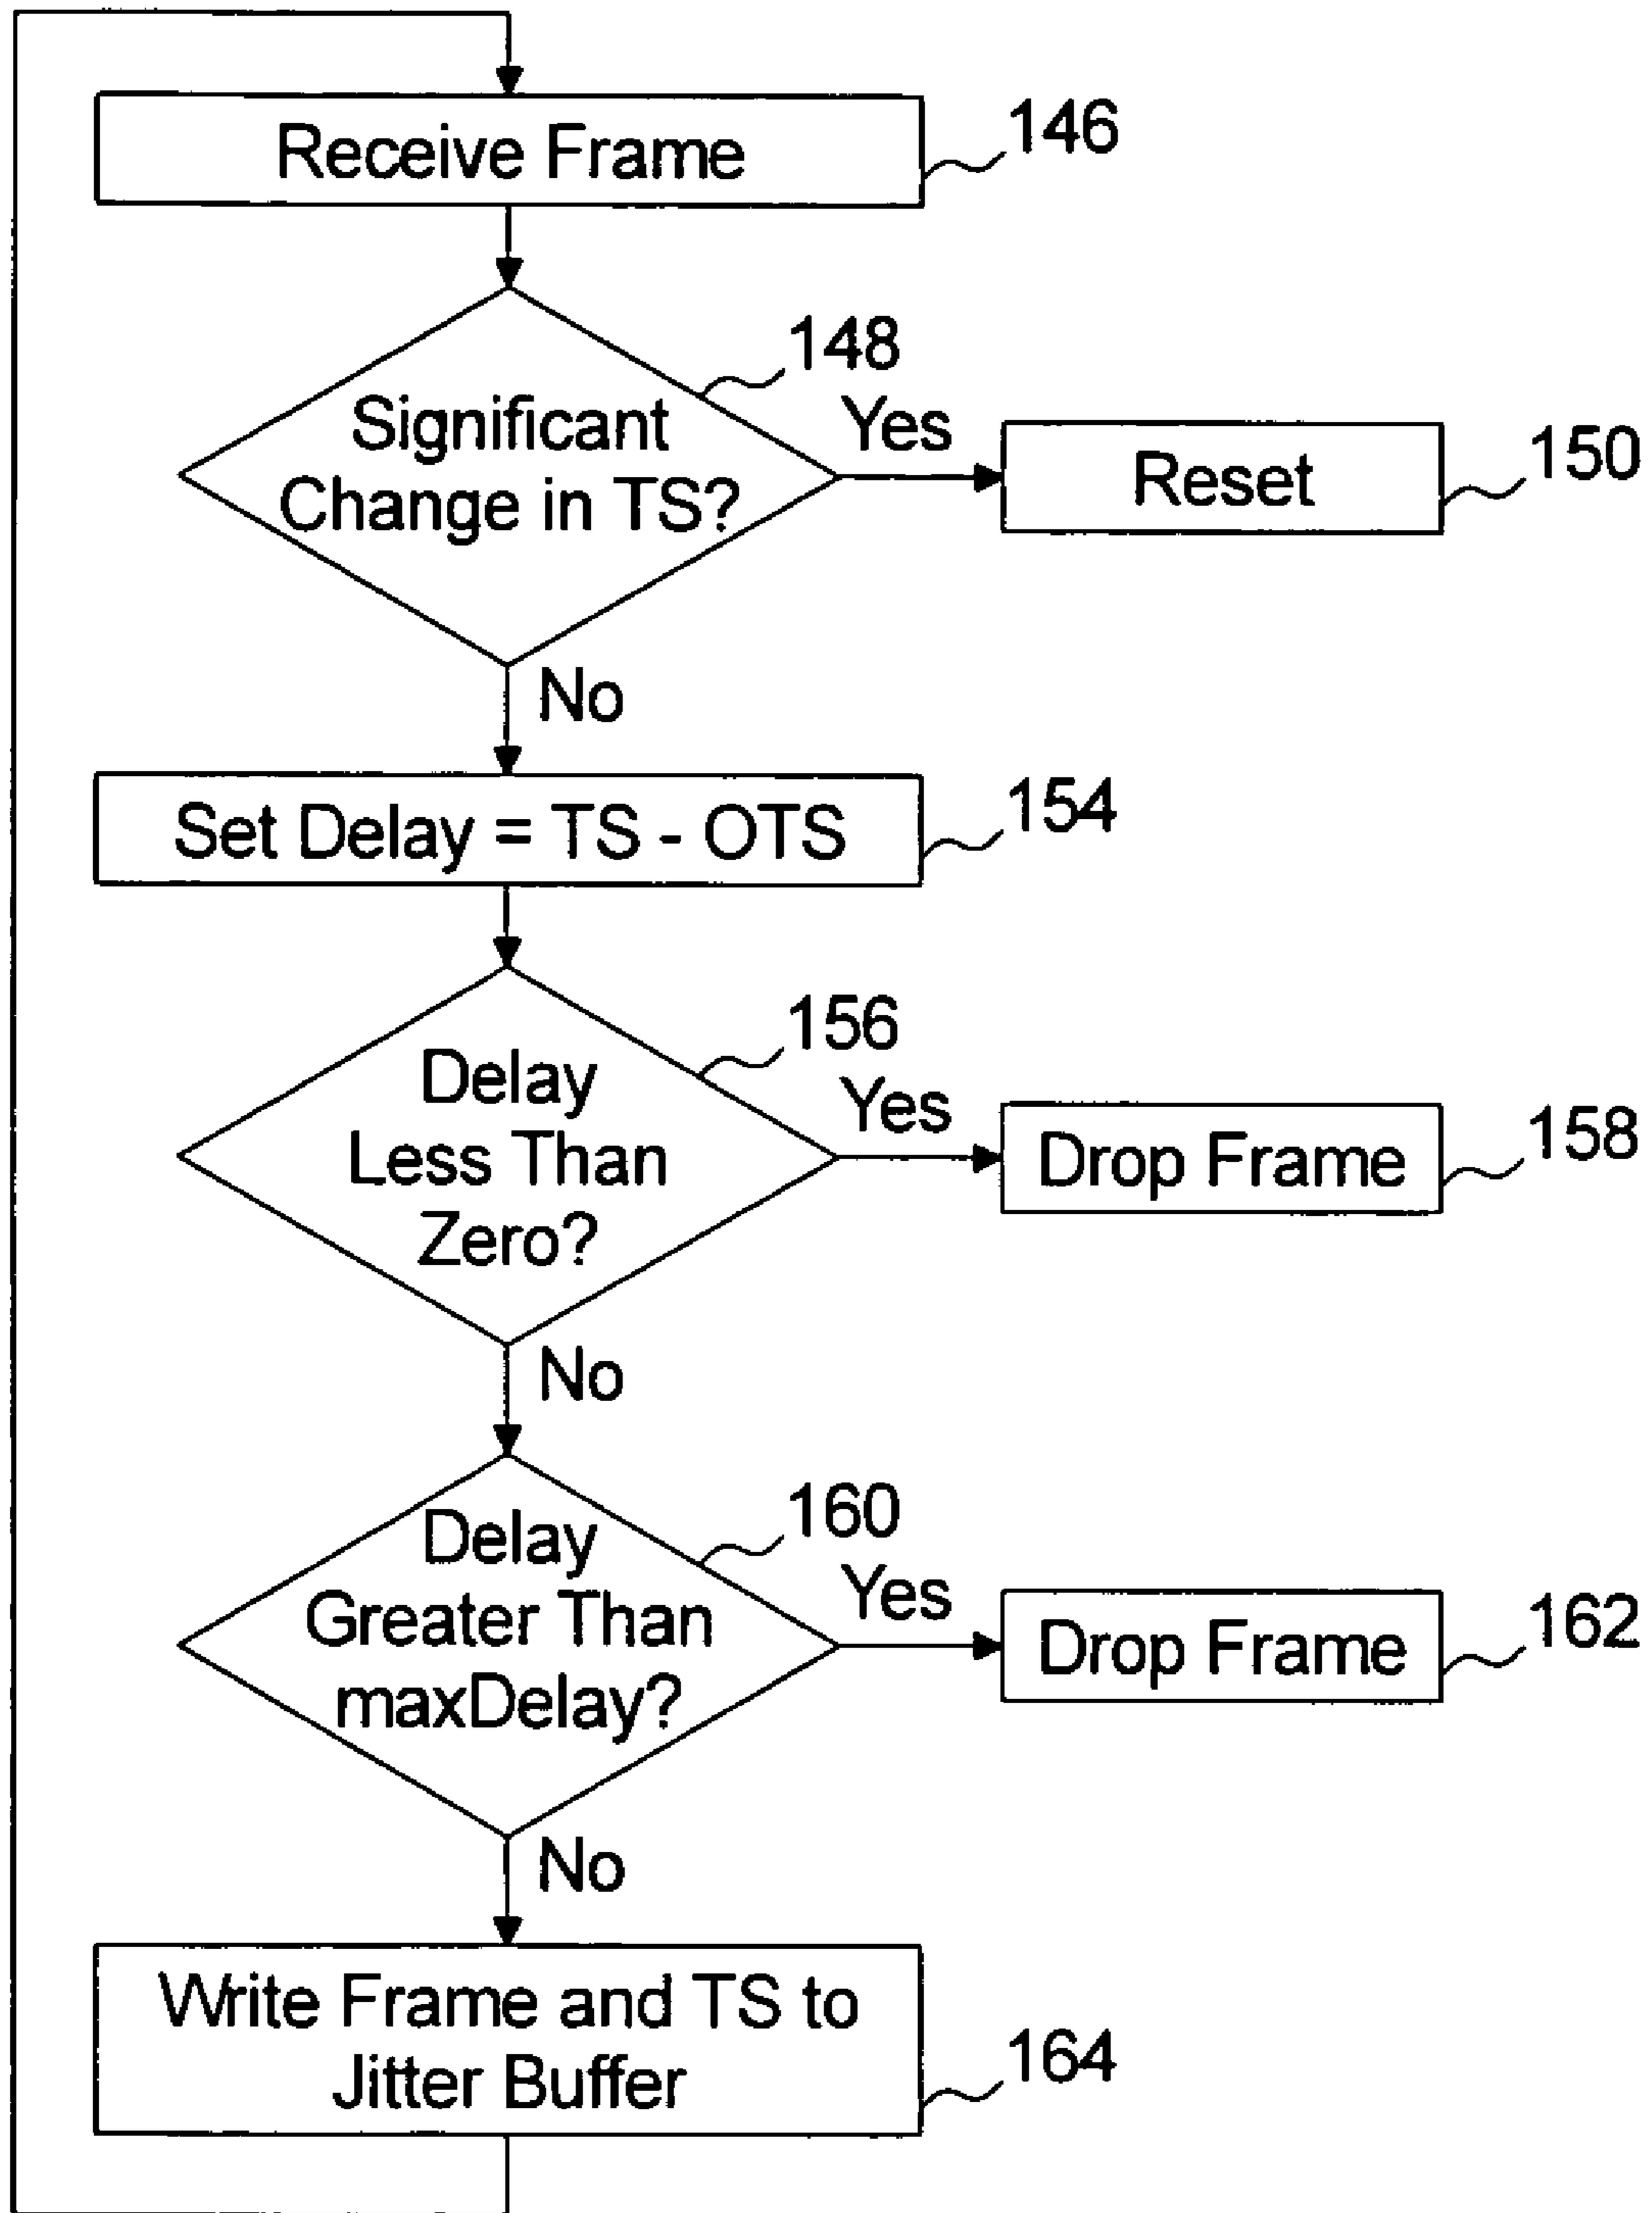 Receive Frame
146
148
Significant
Change in TS?
Yes
Reset
150
No
Set Delay = TS - OTS
154
156
Delay
Less Than
Zero?
Yes
Drop Frame
158
No
160
Delay
Greater Than
maxDelay?
Yes
Drop Frame
162
No
Write Frame and TS to
Jitter Buffer
164